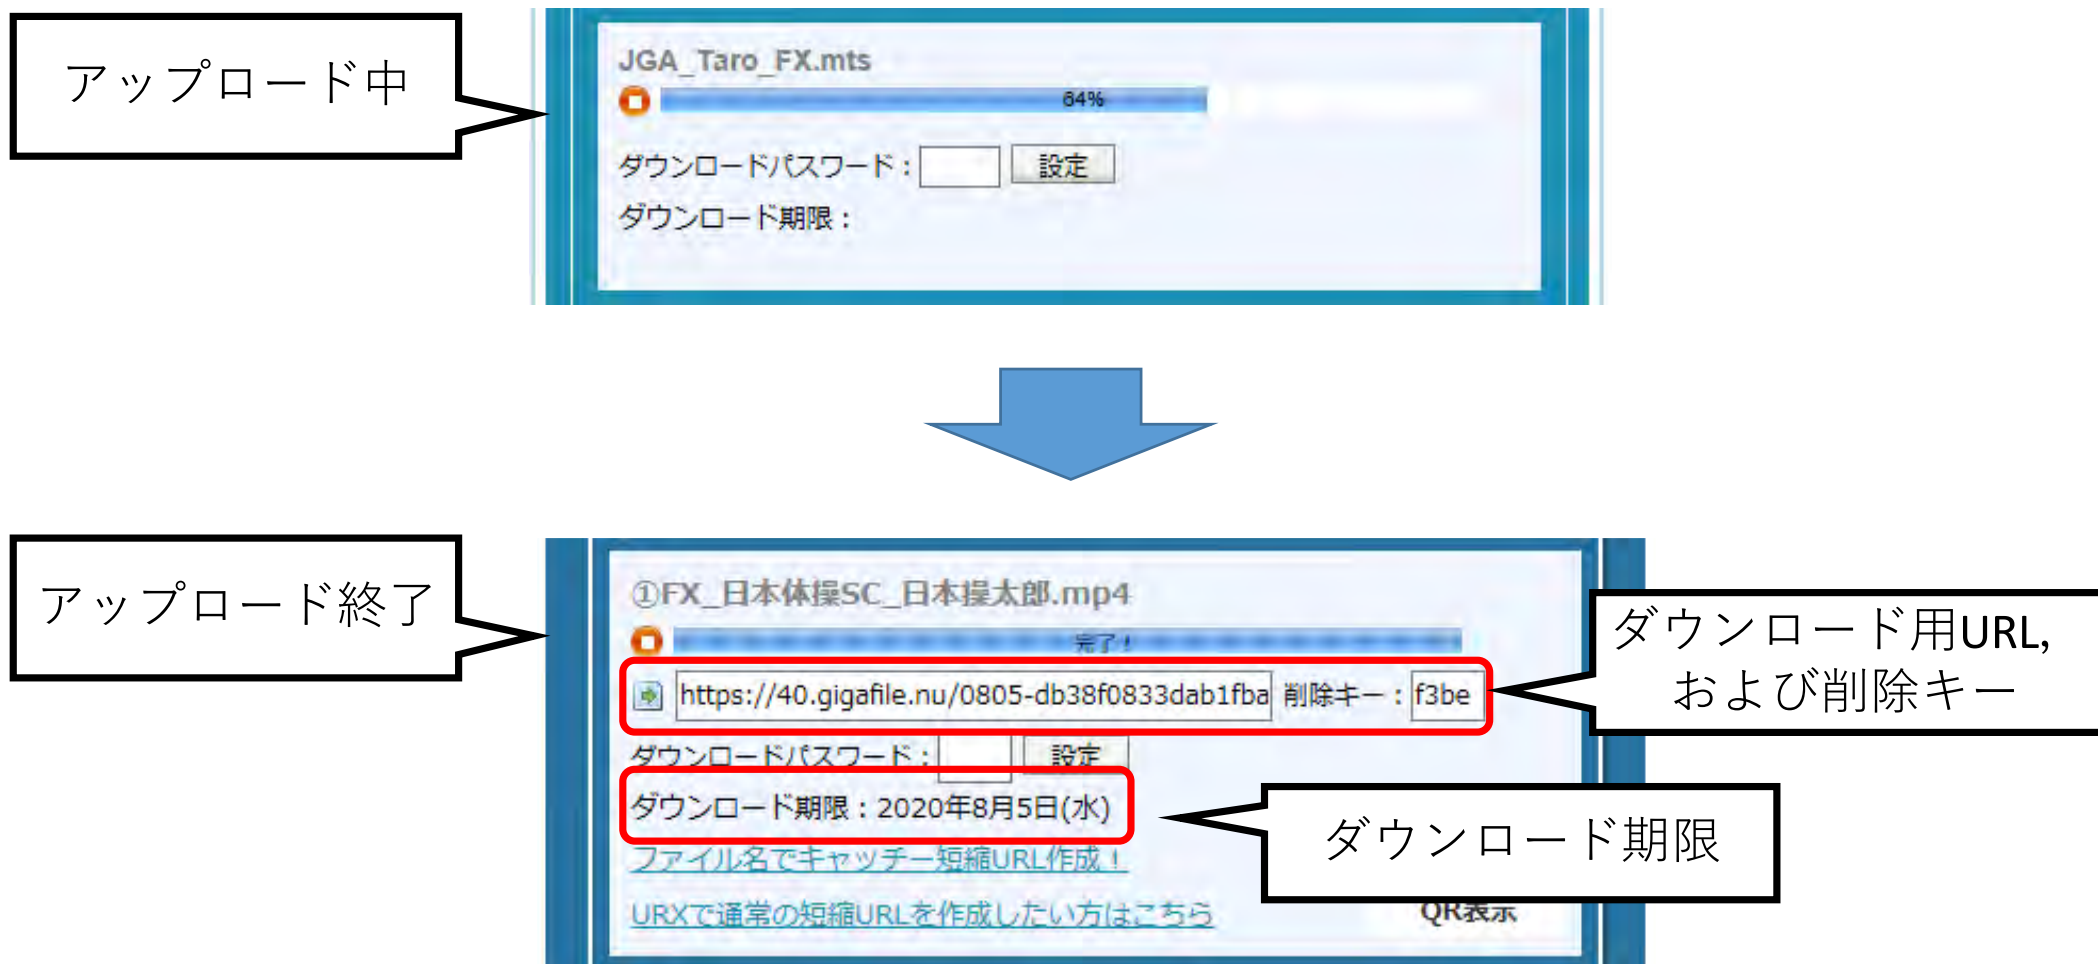 アップロード中
JGA_Taro_FX.mts
64%
ダウンロードパスワード：
設定
ダウンロード期限：
アップロード終了
①FX_日本体操SC_日本操太郎.mp4
完了！
https://40.gigafile.nu/0805-db38f0833dab1fba
削除キー：
f3be
ダウンロード用URL,
および削除キー
ダウンロードパスワード：
設定
ダウンロード期限：2020年8月5日(水)
ダウンロード期限
ファイル名でキャッチー短縮URL作成！
URXで通常の短縮URLを作成したい方はこちら
QR表示